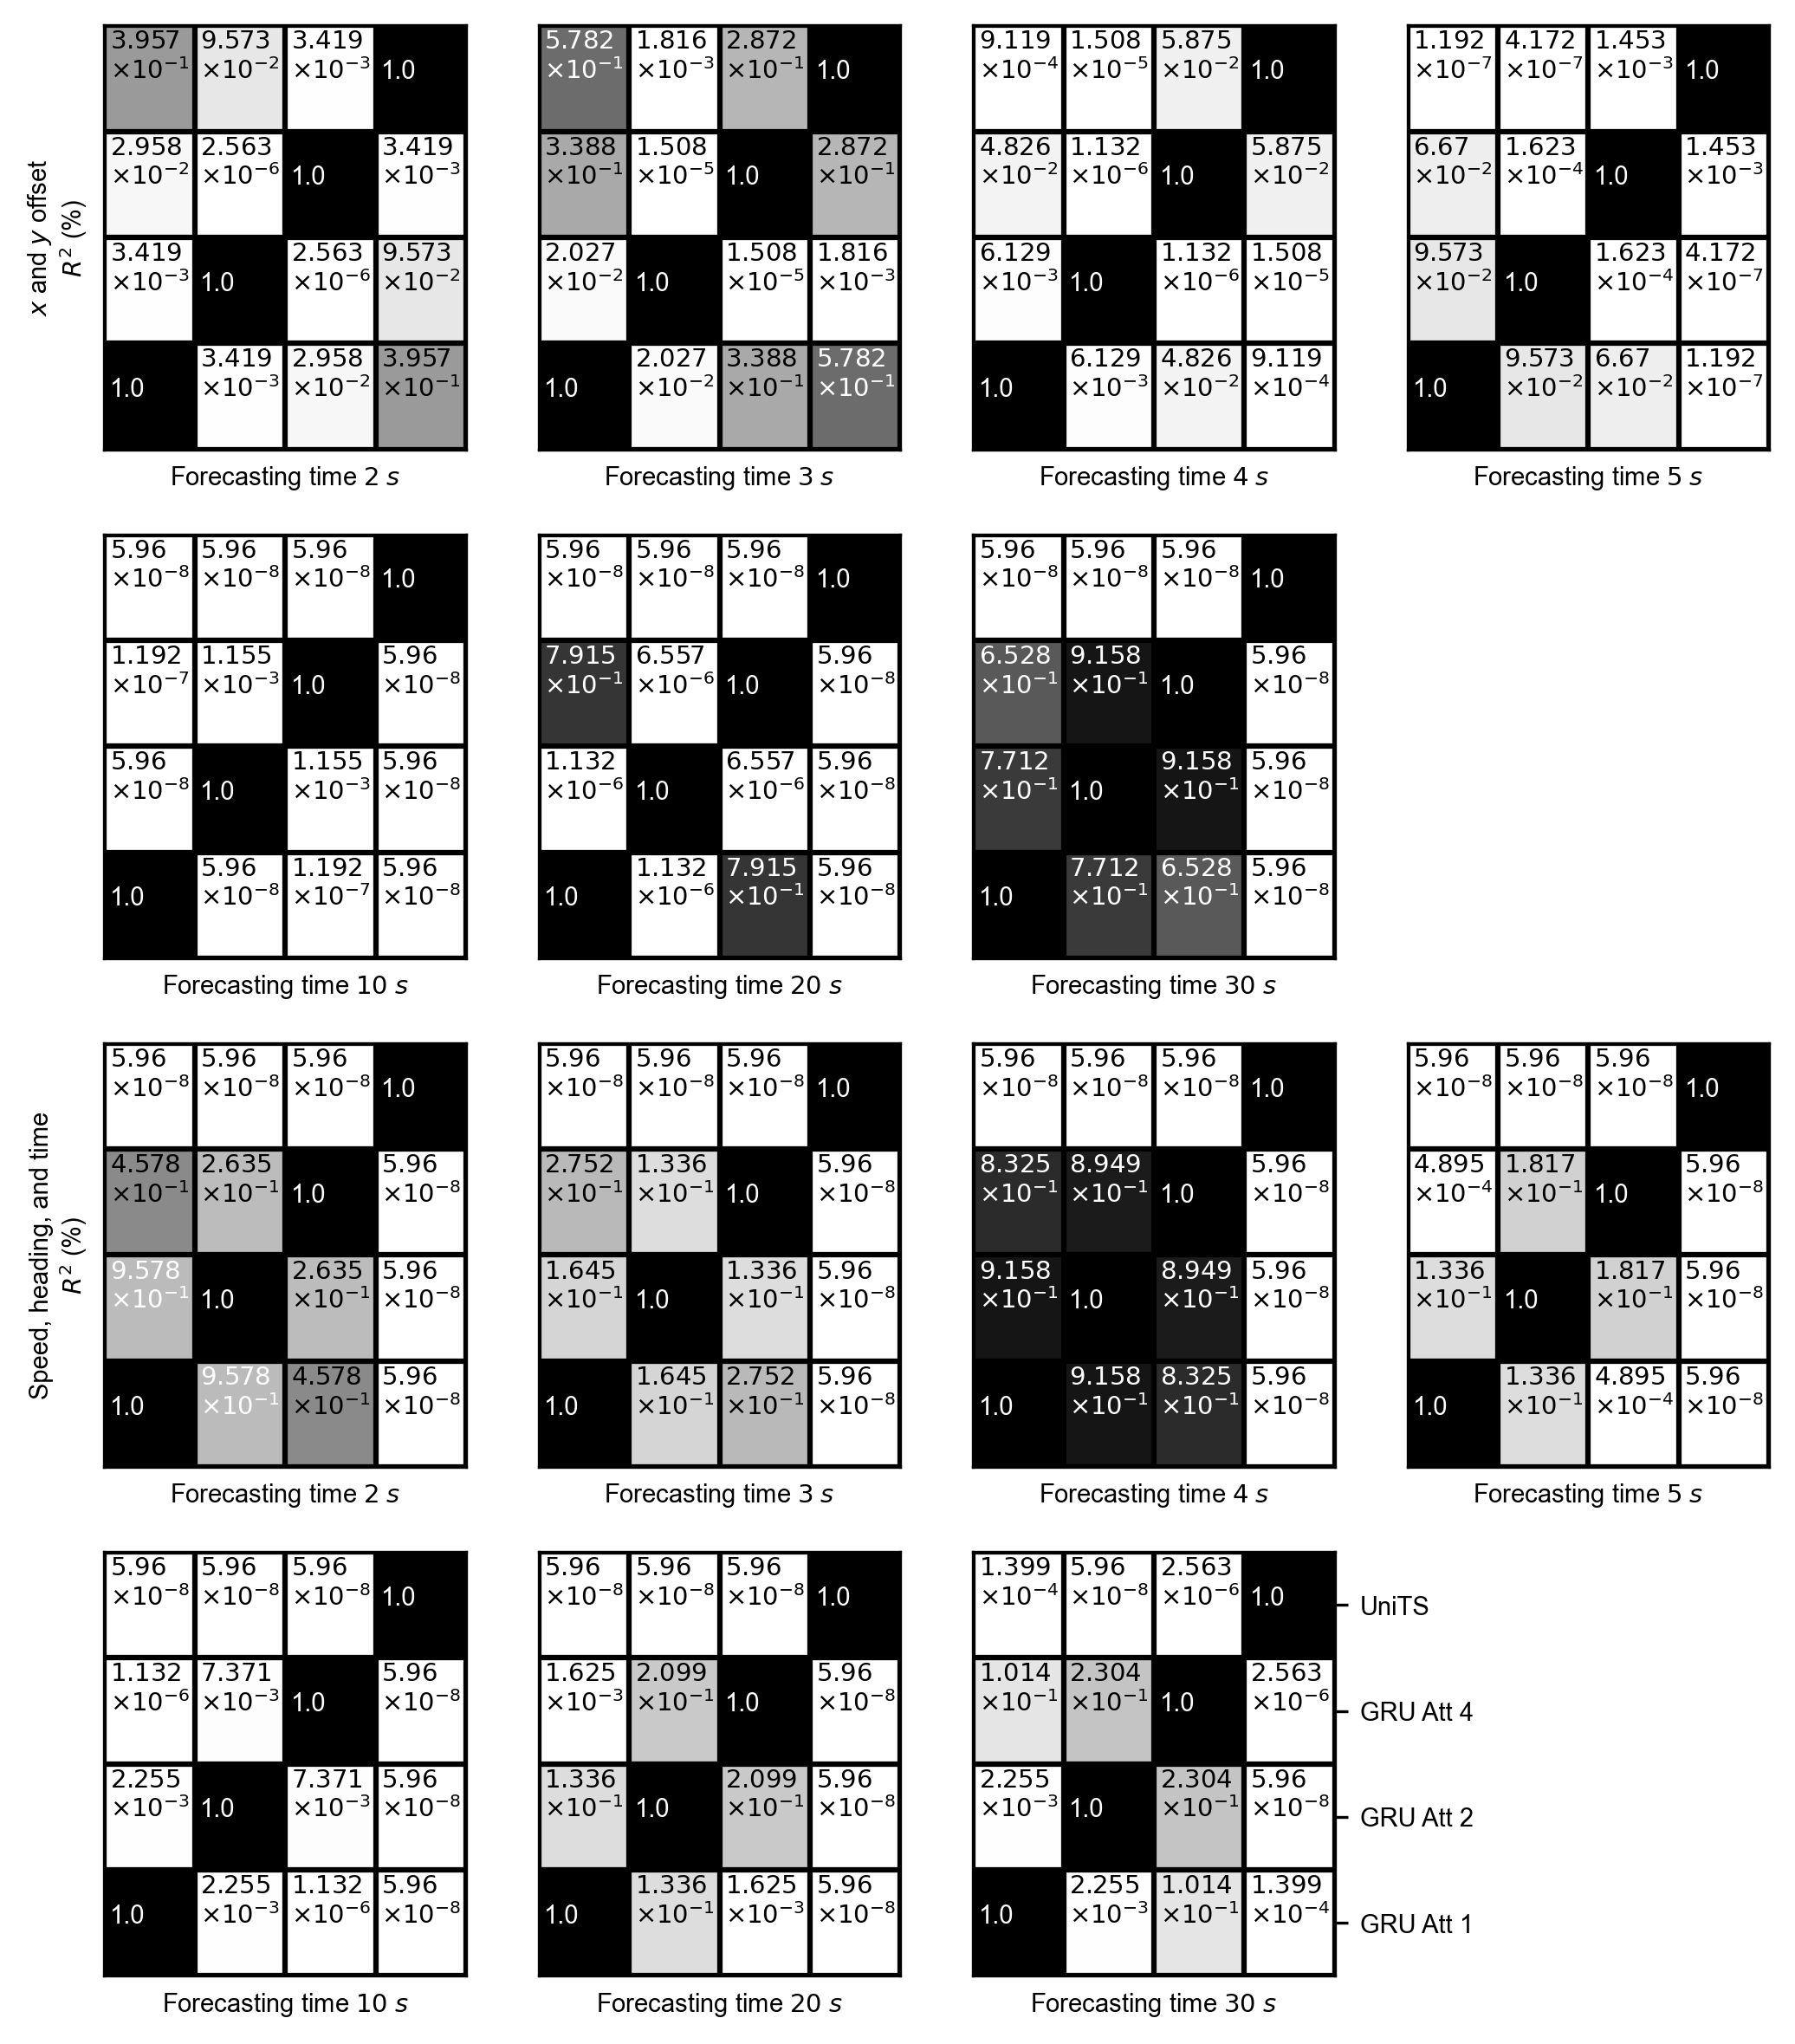 3.957 9.573 3.419 5.782 1.816 2.872 9.119 1.508 5.875 1.192 4.172 1.453
×10⁻¹ ×10⁻² ×10⁻³ 1.0 ×10⁻¹ ×10⁻³ ×10⁻¹ 1.0 ×10⁻⁴ ×10⁻⁵ ×10⁻² 1.0 ×10⁻⁷ ×10⁻⁷ ×10⁻³ 1.0
2.958 2.563 3.419 3.388 1.508 2.872 4.826 1.132 5.875 6.67 1.623 1.453
×10⁻² ×10⁻⁶ 1.0 ×10⁻³ ×10⁻¹ ×10⁻⁵ 1.0 ×10⁻¹ ×10⁻² ×10⁻⁶ 1.0 ×10⁻² ×10⁻² ×10⁻⁴ 1.0 ×10⁻³
x and y offset
R² (%)
3.419 2.563 9.573 2.027 1.508 1.816 6.129 1.132 1.508 9.573 1.623 4.172
×10⁻³ 1.0 ×10⁻⁶ ×10⁻² ×10⁻² 1.0 ×10⁻⁵ ×10⁻³ ×10⁻³ 1.0 ×10⁻⁶ ×10⁻⁵ ×10⁻² 1.0 ×10⁻⁴ ×10⁻⁷
3.419 2.958 3.957 2.027 3.388 5.782 6.129 4.826 9.119 9.573 6.67 1.192
1.0 ×10⁻³ ×10⁻² ×10⁻¹ 1.0 ×10⁻² ×10⁻¹ ×10⁻¹ 1.0 ×10⁻³ ×10⁻² ×10⁻⁴ 1.0 ×10⁻² ×10⁻² ×10⁻⁷
Forecasting time 2 s Forecasting time 3 s Forecasting time 4 s Forecasting time 5 s
5.96 5.96 5.96 5.96 5.96 5.96 5.96 5.96 5.96
×10⁻⁸ ×10⁻⁸ ×10⁻⁸ 1.0 ×10⁻⁸ ×10⁻⁸ ×10⁻⁸ 1.0 ×10⁻⁸ ×10⁻⁸ ×10⁻⁸ 1.0
1.192 1.155 5.96 7.915 6.557 5.96 6.528 9.158 5.96
×10⁻⁷ ×10⁻³ 1.0 ×10⁻⁸ ×10⁻¹ ×10⁻⁶ 1.0 ×10⁻⁸ ×10⁻¹ ×10⁻¹ 1.0 ×10⁻⁸
5.96 1.155 5.96 1.132 6.557 5.96 7.712 9.158 5.96
×10⁻⁸ 1.0 ×10⁻³ ×10⁻⁸ ×10⁻⁶ 1.0 ×10⁻⁶ ×10⁻⁸ ×10⁻¹ 1.0 ×10⁻¹ ×10⁻⁸
5.96 1.192 5.96 1.132 7.915 5.96 7.712 6.528 5.96
1.0 ×10⁻⁸ ×10⁻⁷ ×10⁻⁸ 1.0 ×10⁻⁶ ×10⁻¹ ×10⁻⁸ 1.0 ×10⁻¹ ×10⁻¹ ×10⁻⁸
Forecasting time 10 s Forecasting time 20 s Forecasting time 30 s
5.96 5.96 5.96 5.96 5.96 5.96 5.96 5.96 5.96 5.96 5.96 5.96
×10⁻⁸ ×10⁻⁸ ×10⁻⁸ 1.0 ×10⁻⁸ ×10⁻⁸ ×10⁻⁸ 1.0 ×10⁻⁸ ×10⁻⁸ ×10⁻⁸ 1.0 ×10⁻⁸ ×10⁻⁸ ×10⁻⁸ 1.0
4.578 2.635 5.96 2.752 1.336 5.96 8.325 8.949 5.96 4.895 1.817 5.96
×10⁻¹ ×10⁻¹ 1.0 ×10⁻⁸ ×10⁻¹ ×10⁻¹ 1.0 ×10⁻⁸ ×10⁻¹ ×10⁻¹ 1.0 ×10⁻⁸ ×10⁻⁴ ×10⁻¹ 1.0 ×10⁻⁸
Speed, heading, and time
R² (%)
9.578 2.635 5.96 1.645 1.336 5.96 9.158 8.949 5.96 1.336 1.817 5.96
×10⁻¹ 1.0 ×10⁻¹ ×10⁻⁸ ×10⁻¹ 1.0 ×10⁻¹ ×10⁻⁸ ×10⁻¹ 1.0 ×10⁻¹ ×10⁻⁸ ×10⁻¹ 1.0 ×10⁻¹ ×10⁻⁸
9.578 4.578 5.96 1.645 2.752 5.96 9.158 8.325 5.96 1.336 4.895 5.96
1.0 ×10⁻¹ ×10⁻¹ ×10⁻⁸ 1.0 ×10⁻¹ ×10⁻¹ ×10⁻⁸ 1.0 ×10⁻¹ ×10⁻¹ ×10⁻⁸ 1.0 ×10⁻¹ ×10⁻⁴ ×10⁻⁸
Forecasting time 2 s Forecasting time 3 s Forecasting time 4 s Forecasting time 5 s
5.96 5.96 5.96 5.96 5.96 5.96 1.399 5.96 2.563
×10⁻⁸ ×10⁻⁸ ×10⁻⁸ 1.0 ×10⁻⁸ ×10⁻⁸ ×10⁻⁸ 1.0 ×10⁻⁴ ×10⁻⁸ ×10⁻⁶ 1.0 UniTS
1.132 7.371 5.96 1.625 2.099 5.96 1.014 2.304 2.563
×10⁻⁶ ×10⁻³ 1.0 ×10⁻⁸ ×10⁻³ ×10⁻¹ 1.0 ×10⁻⁸ ×10⁻¹ ×10⁻¹ 1.0 ×10⁻⁶ GRU Att 4
2.255 7.371 5.96 1.336 2.099 5.96 2.255 2.304 5.96
×10⁻³ 1.0 ×10⁻³ ×10⁻⁸ ×10⁻¹ 1.0 ×10⁻¹ ×10⁻⁸ ×10⁻³ 1.0 ×10⁻¹ ×10⁻⁸ GRU Att 2
2.255 1.132 5.96 1.336 1.625 5.96 2.255 1.014 1.399
1.0 ×10⁻³ ×10⁻⁶ ×10⁻⁸ 1.0 ×10⁻¹ ×10⁻³ ×10⁻⁸ 1.0 ×10⁻³ ×10⁻¹ ×10⁻⁴ GRU Att 1
Forecasting time 10 s Forecasting time 20 s Forecasting time 30 s